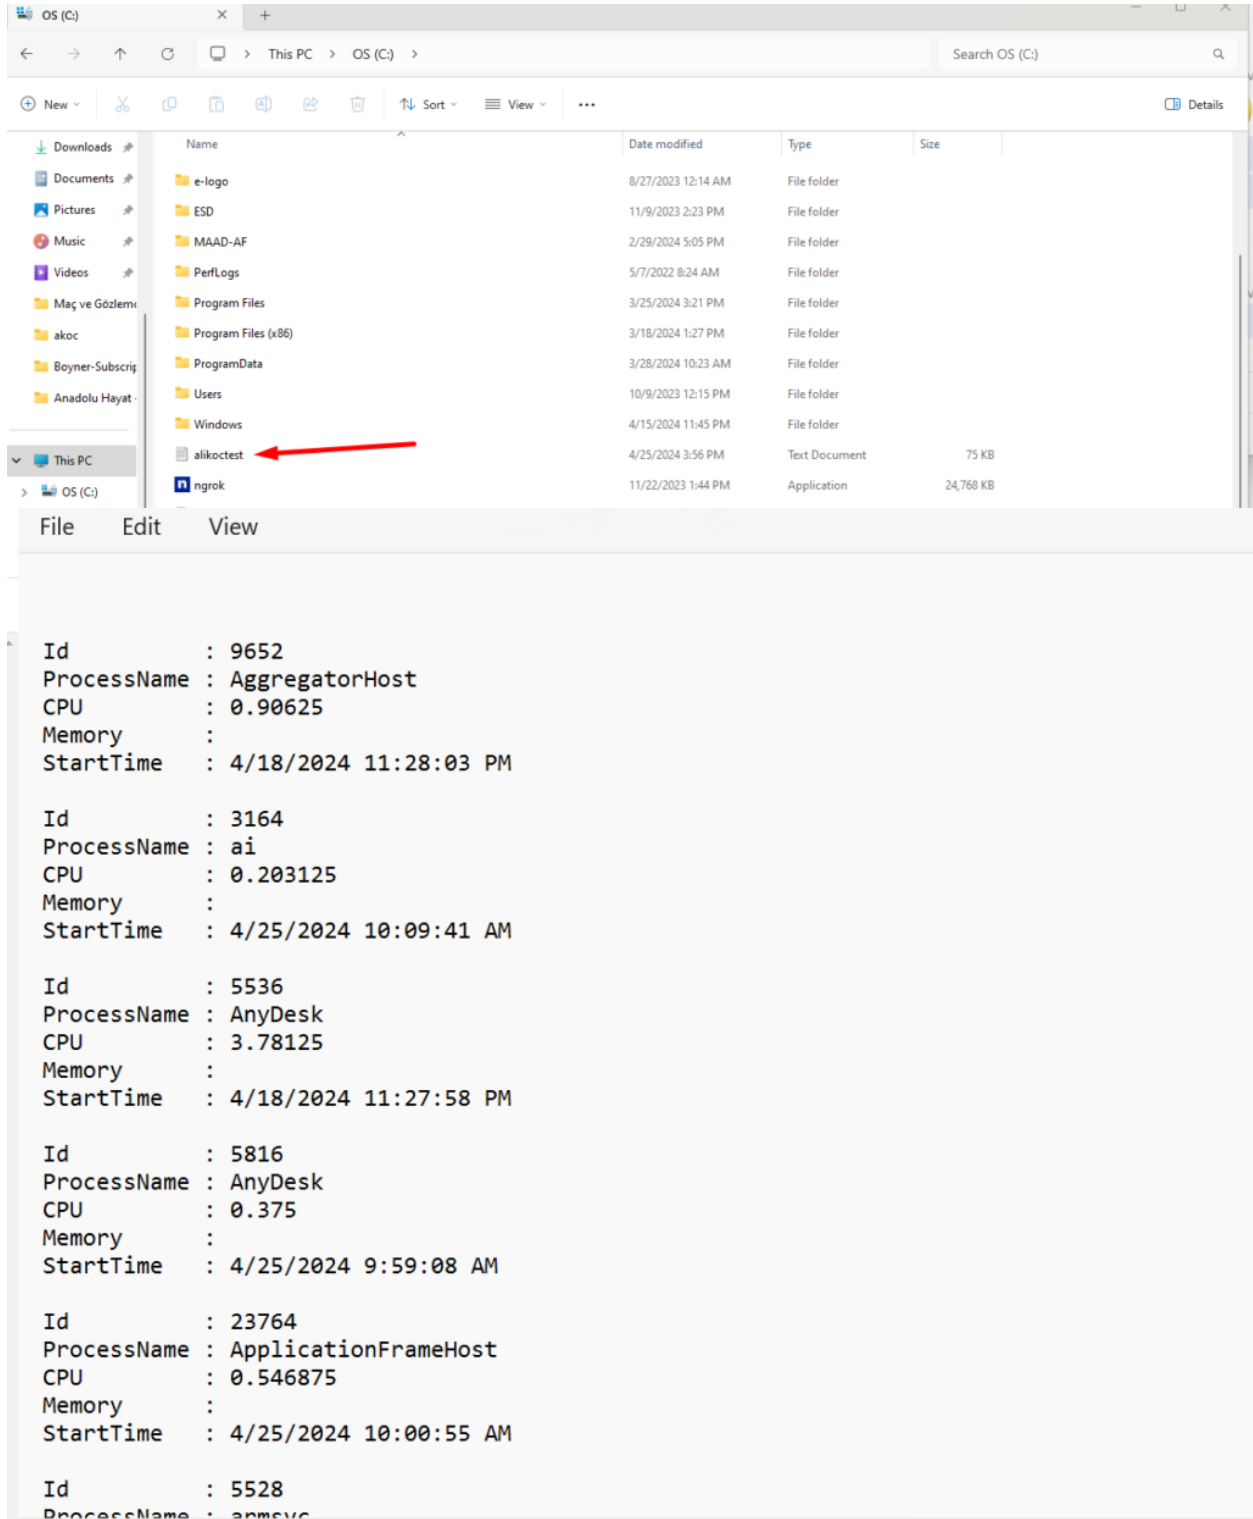 OS (C:)
This PC > OS (C:) >
Search OS (C:)
New
Sort
View
Details
Name Date modified Type Size
Downloads
Documents
Pictures
Music
Videos
Maç ve Gözlem
akoc
Boyner-Subscrip
Anadolu Hayat -
This PC
OS (C:)
e-logo 8/27/2023 12:14 AM File folder
ESD 11/9/2023 2:23 PM File folder
MAAD-AF 2/29/2024 5:05 PM File folder
PerfLogs 5/7/2022 8:24 AM File folder
Program Files 3/25/2024 3:21 PM File folder
Program Files (x86) 3/18/2024 1:27 PM File folder
ProgramData 3/28/2024 10:23 AM File folder
Users 10/9/2023 12:15 PM File folder
Windows 4/15/2024 11:45 PM File folder
alikoctest 4/25/2024 3:56 PM Text Document 75 KB
ngrok 11/22/2023 1:44 PM Application 24,768 KB
File Edit View
Id : 9652
ProcessName : AggregatorHost
CPU : 0.90625
Memory :
StartTime : 4/18/2024 11:28:03 PM
Id : 3164
ProcessName : ai
CPU : 0.203125
Memory :
StartTime : 4/25/2024 10:09:41 AM
Id : 5536
ProcessName : AnyDesk
CPU : 3.78125
Memory :
StartTime : 4/18/2024 11:27:58 PM
Id : 5816
ProcessName : AnyDesk
CPU : 0.375
Memory :
StartTime : 4/25/2024 9:59:08 AM
Id : 23764
ProcessName : ApplicationFrameHost
CPU : 0.546875
Memory :
StartTime : 4/25/2024 10:00:55 AM
Id : 5528
ProcessName : armsvc